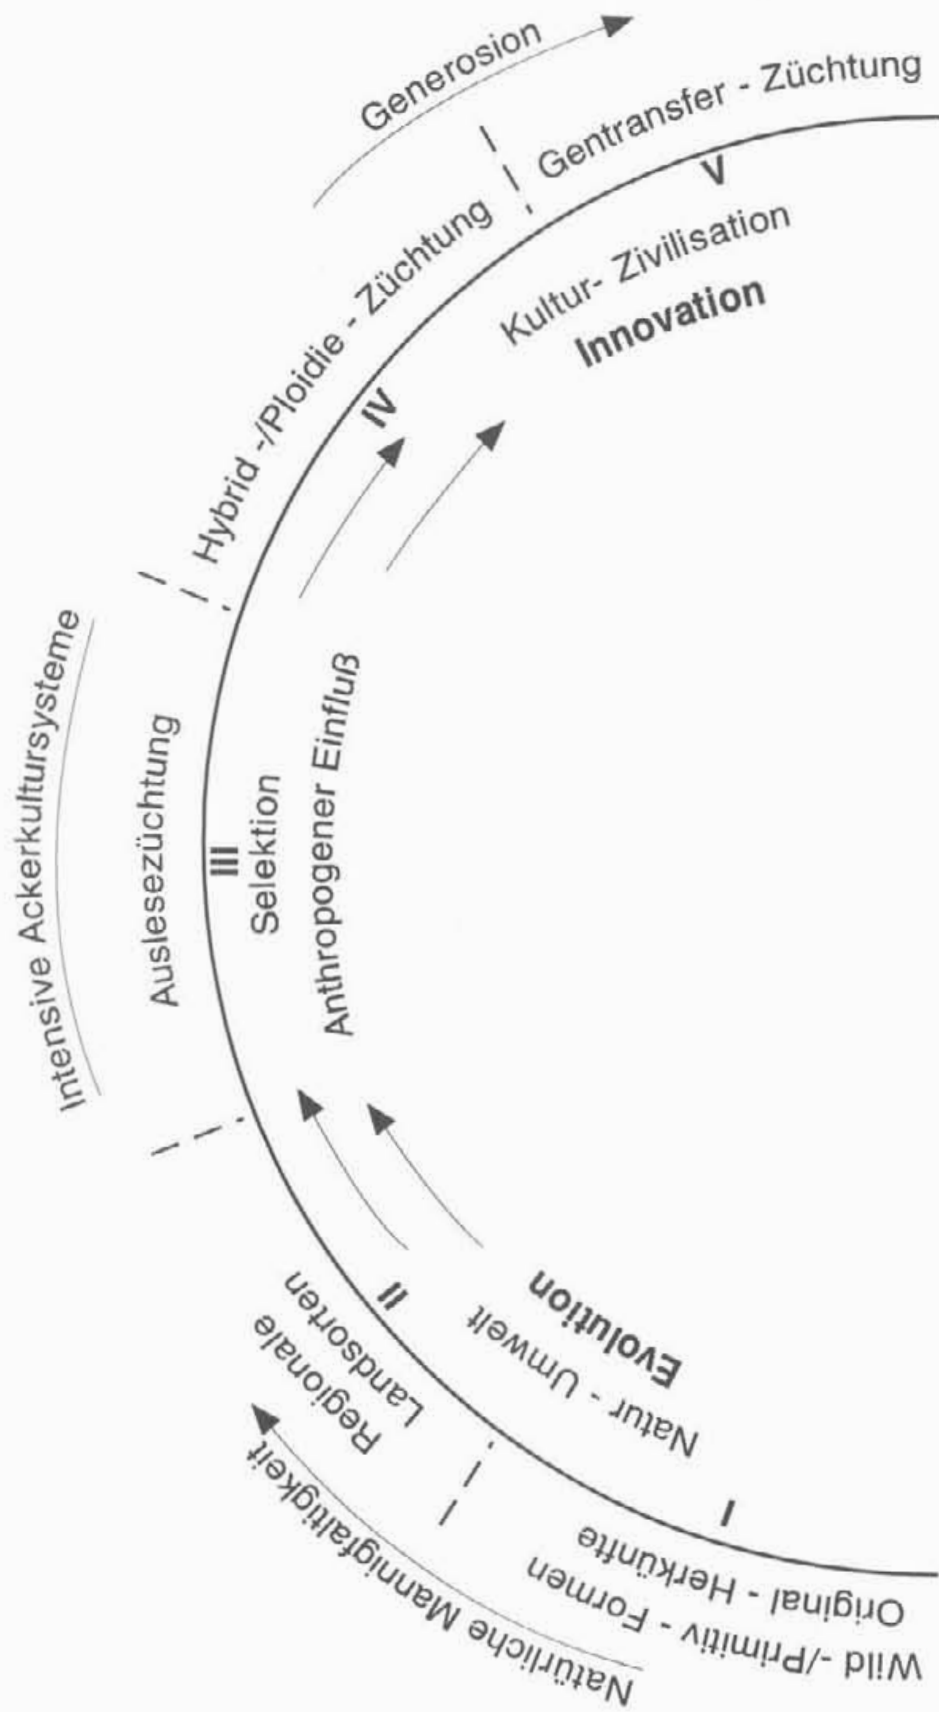 Natürliche Mannigfaltigkeit
Wild -/Primitiv - Formen
Original - Herkünfte
I
Natur - Umwelt
Evolution
Regionale
Landsorten
II
Intensive Ackerkultursysteme
Auslesezüchtung
III
Selektion
Anthropogener Einfluß
Hybrid -/Ploidie - Züchtung
IV
Generosion
Gentransfer - Züchtung
V
Kultur- Zivilisation
Innovation